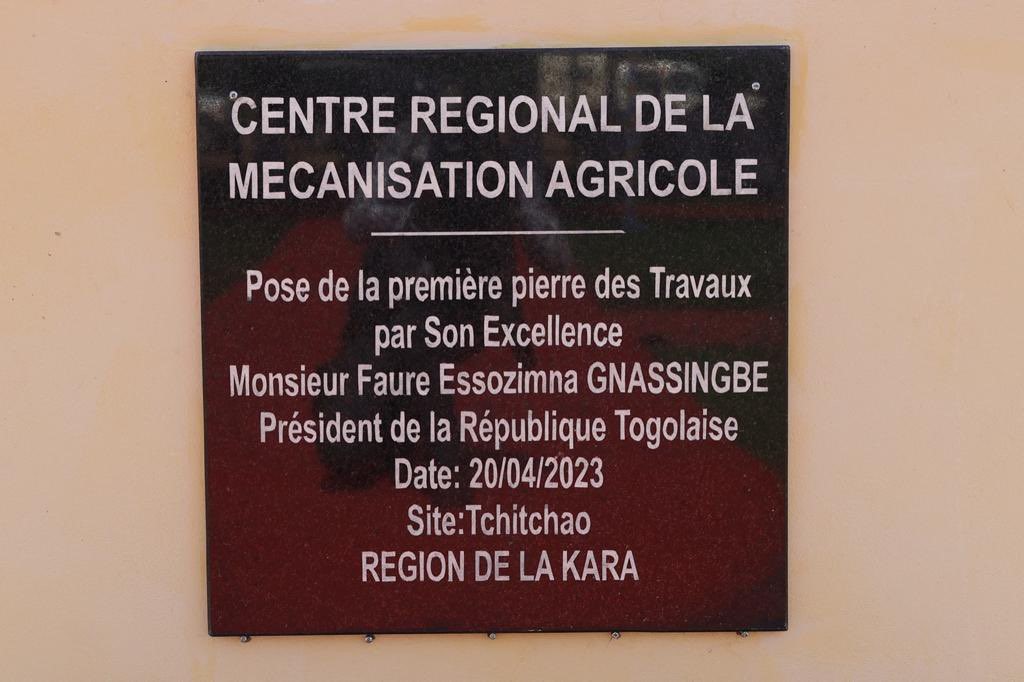 CENTRE REGIONAL DE LA
MECANISATION AGRICOLE
Pose de la première pierre des Travaux
par Son Excellence
Monsieur Faure Essozimna GNASSINGBE
Président de la République Togolaise
Date: 20/04/2023
Site:Tchitchao
REGION DE LA KARA